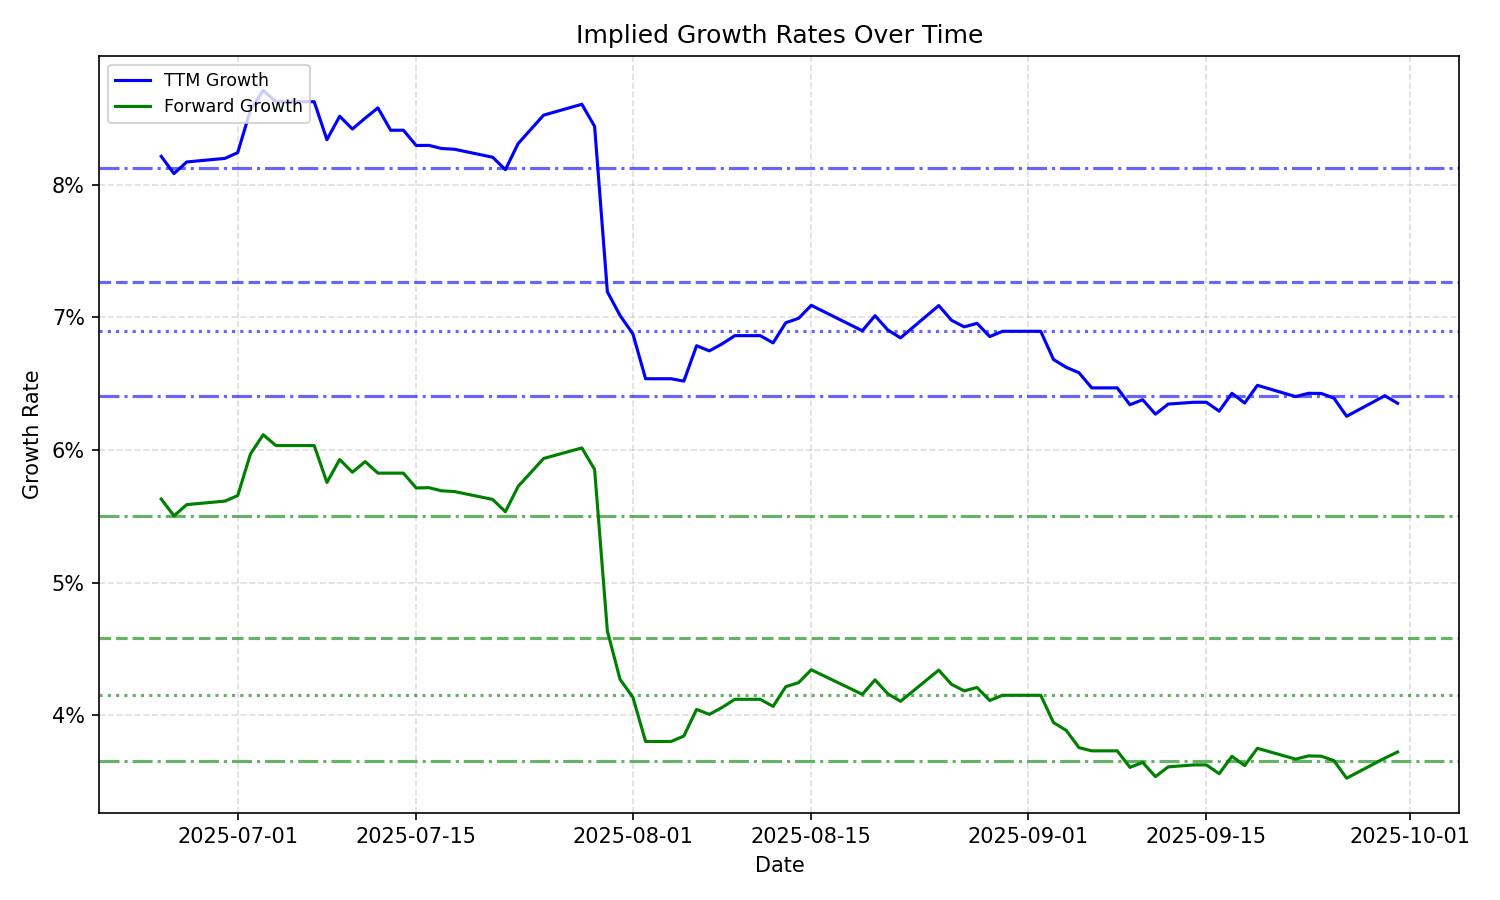 Implied Growth Rates Over Time
TTM Growth
Forward Growth
8%
7%
6%
5%
4%
Growth Rate
2025-07-01
2025-07-15
2025-08-01
2025-08-15
2025-09-01
2025-09-15
2025-10-01
Date